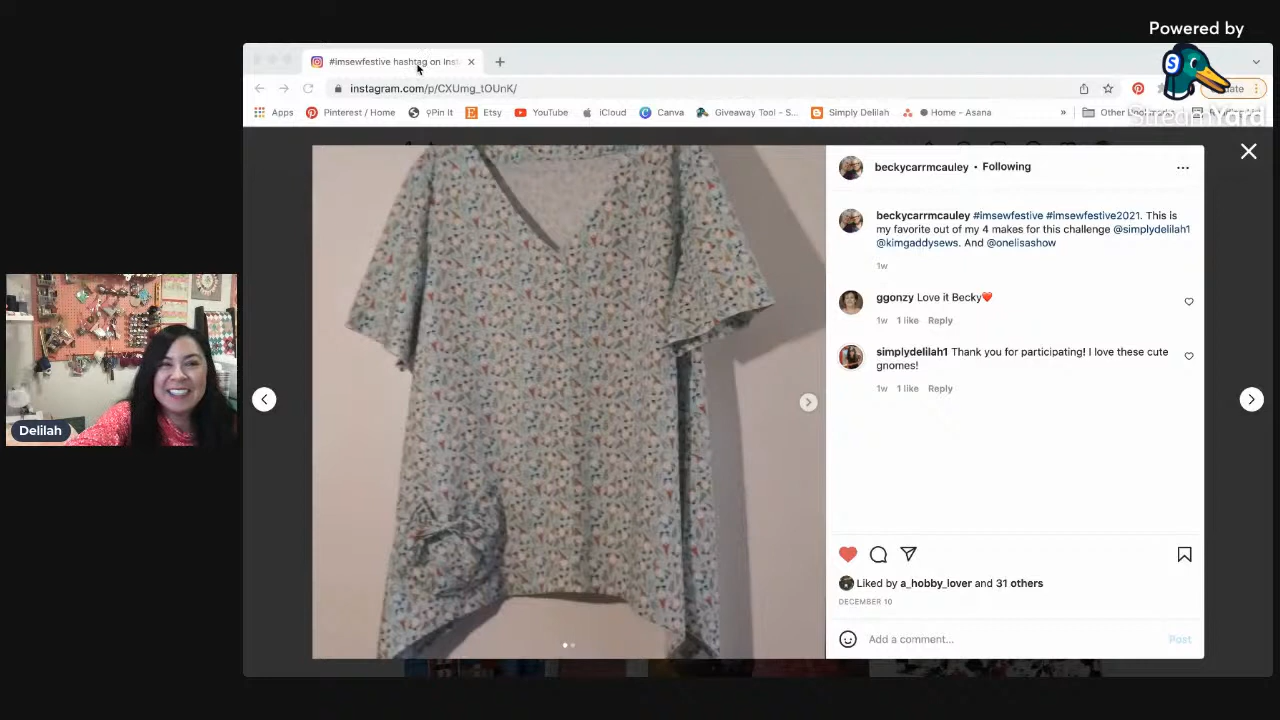 Powered by
StreamYard
#imsewfestive hashtag on Inst
instagram.com/p/CXUmg_tOUnK/
Apps
Pinterest / Home
Pin It
Etsy
YouTube
iCloud
Canva
Giveaway Tool - S...
Simply Delilah
Home - Asana
»
beckycarrmcauley • Following
beckycarrmcauley #imsewfestive #imsewfestive2021. This is
my favorite out of my 4 makes for this challenge @simplydelilah1
@kimgaddysews. And @onelisashow
1w
ggonzy Love it Becky❤️
1w 1 like Reply
simplydelilah1 Thank you for participating! I love these cute
gnomes!
1w 1 like Reply
Delilah
Liked by a_hobby_lover and 31 others
DECEMBER 10
Add a comment... Post